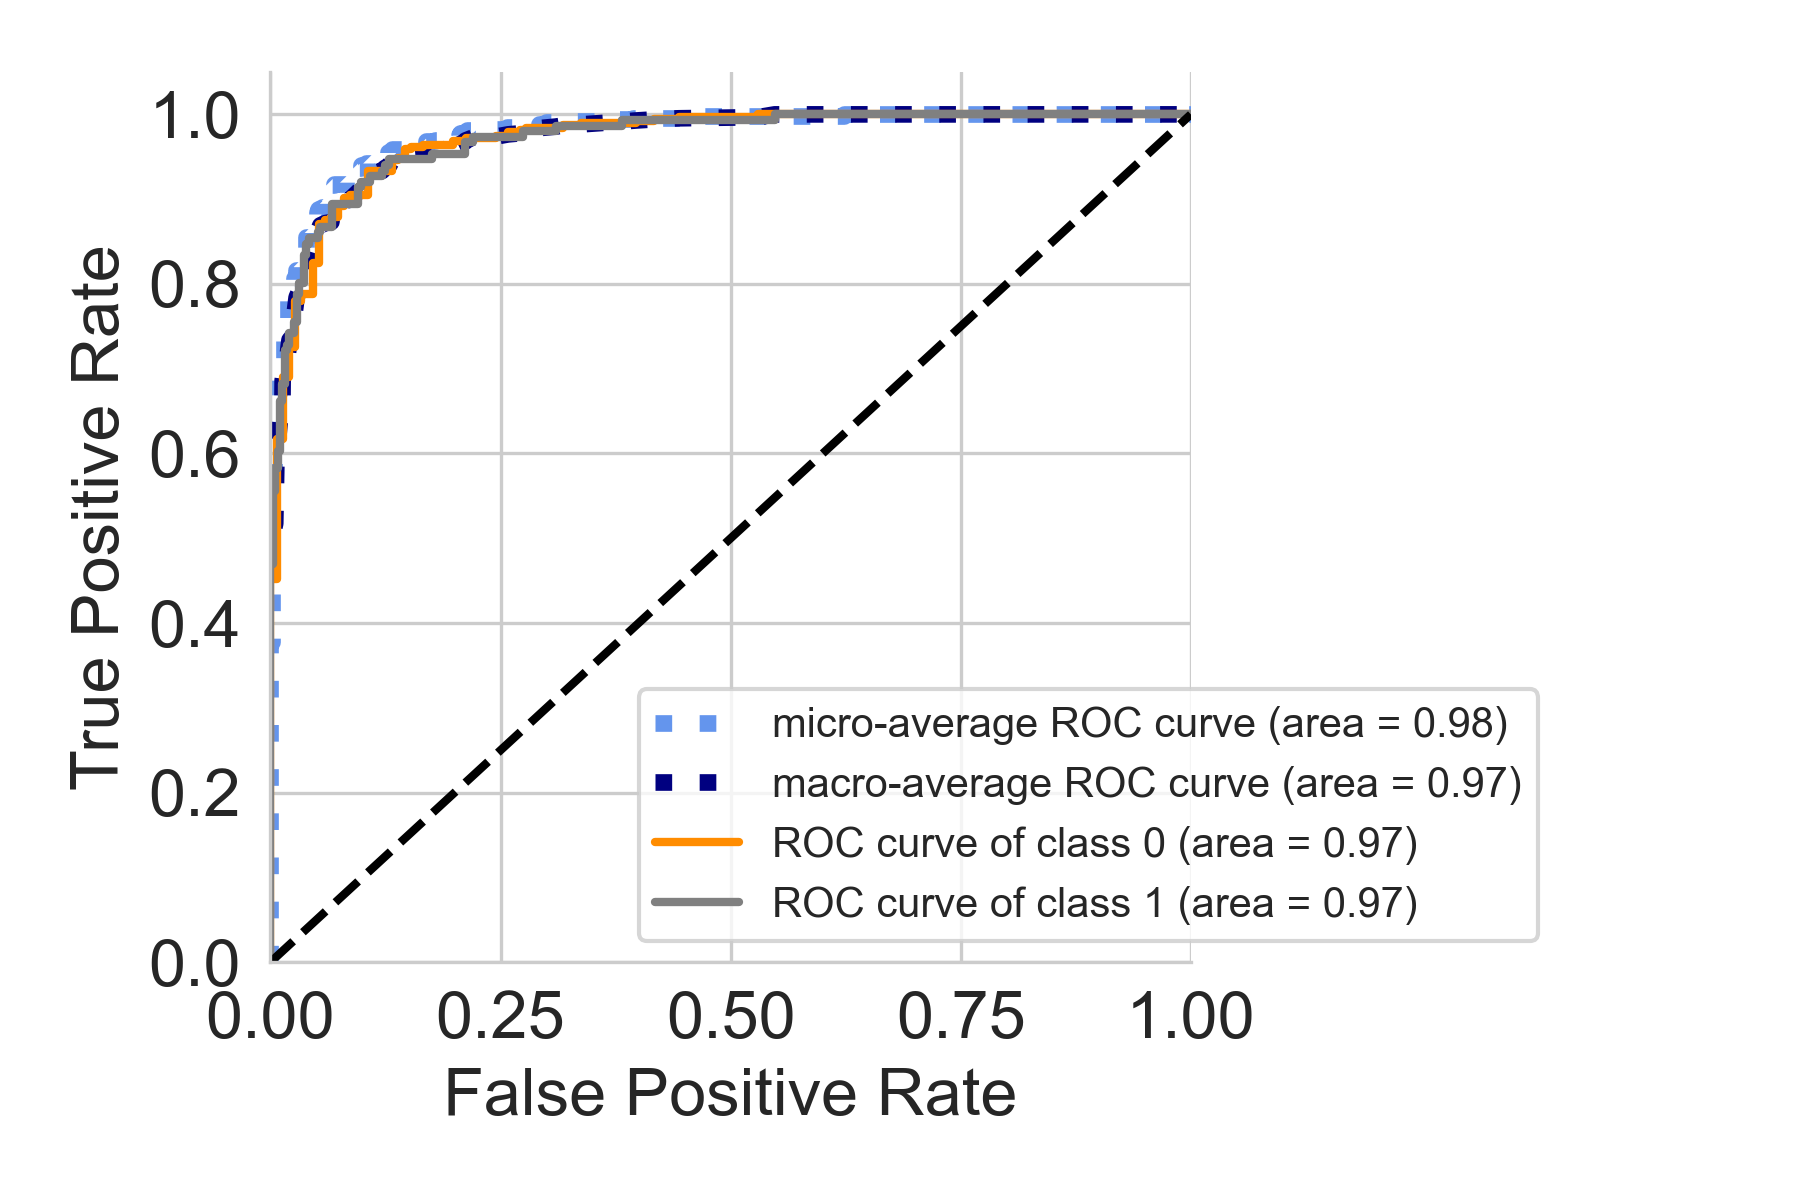 True Positive Rate
1.0
0.8
0.6
0.4
0.2
0.0
0.00 0.25 0.50 0.75 1.00
False Positive Rate
micro-average ROC curve (area = 0.98)
macro-average ROC curve (area = 0.97)
ROC curve of class 0 (area = 0.97)
ROC curve of class 1 (area = 0.97)